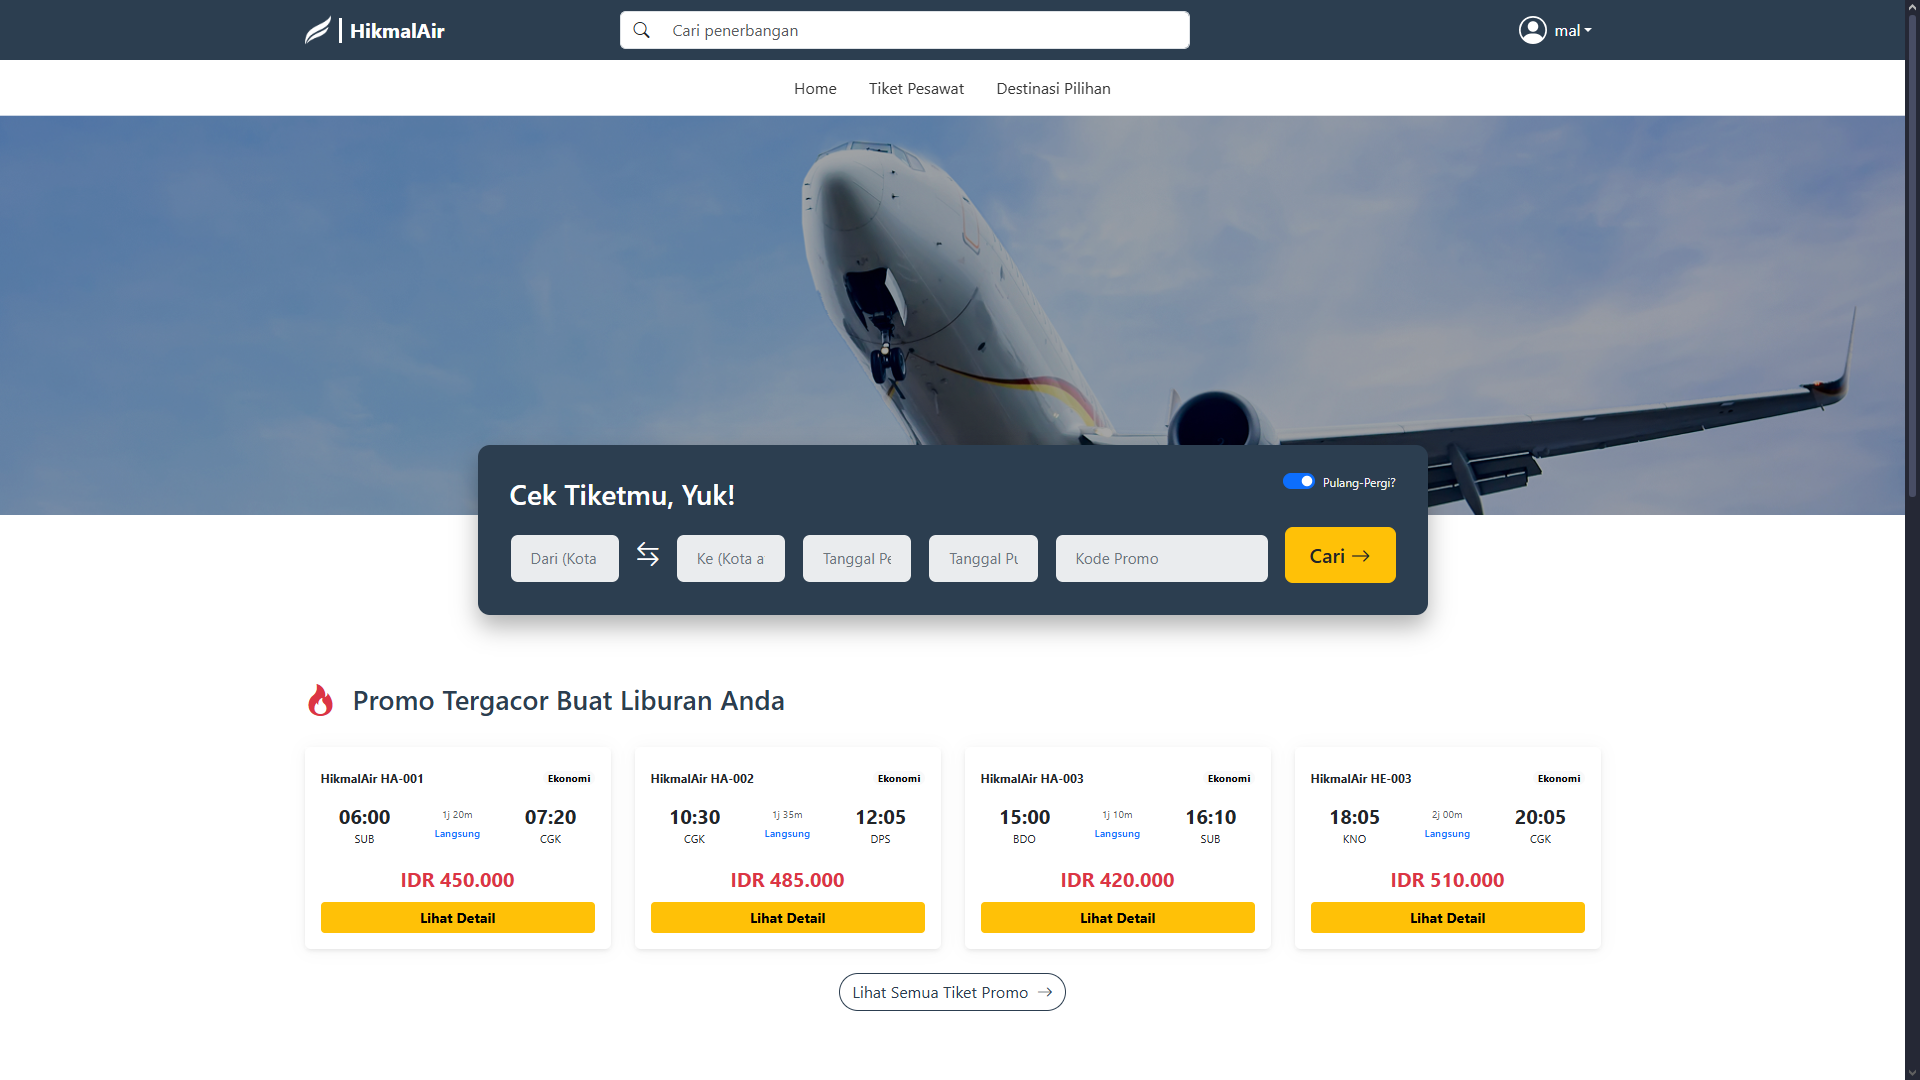 HikmalAir
Cari penerbangan
mal
Home Tiket Pesawat Destinasi Pilihan
Cek Tiketmu, Yuk!
Pulang-Pergi?
Dari (Kota
Ke (Kota a
Tanggal Pe
Tanggal Pu
Kode Promo
Cari
Promo Tergacor Buat Liburan Anda
HikmalAir HA-001 Ekonomi
06:00 1j 20m 07:20
SUB Langsung CGK
IDR 450.000
Lihat Detail
HikmalAir HA-002 Ekonomi
10:30 1j 35m 12:05
CGK Langsung DPS
IDR 485.000
Lihat Detail
HikmalAir HA-003 Ekonomi
15:00 1j 10m 16:10
BDO Langsung SUB
IDR 420.000
Lihat Detail
HikmalAir HE-003 Ekonomi
18:05 2j 00m 20:05
KNO Langsung CGK
IDR 510.000
Lihat Detail
Lihat Semua Tiket Promo